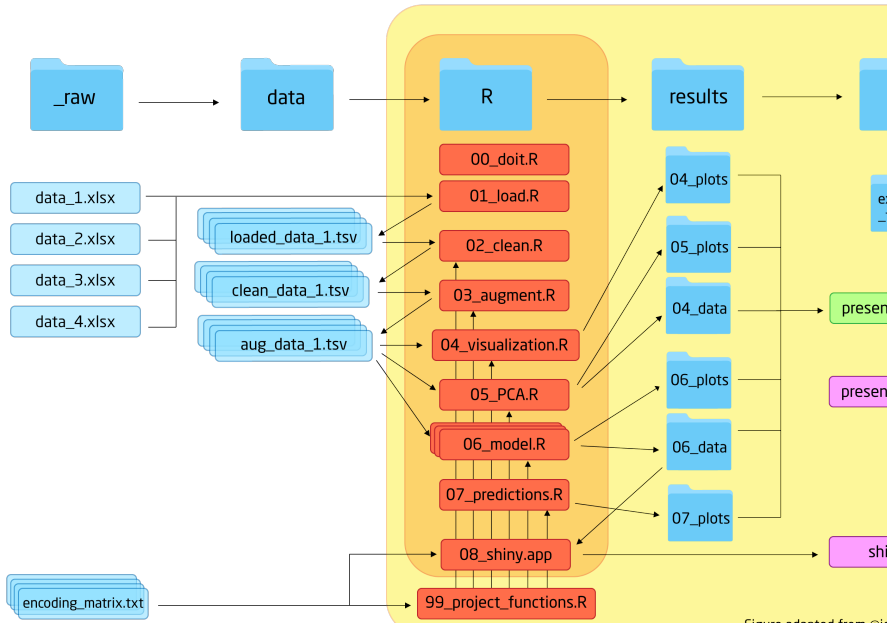 _raw
data
R
results
00_doit.R
data_1.xlsx
01_load.R
04_plots
data_2.xlsx
loaded_data_1.tsv
02_clean.R
05_plots
data_3.xlsx
clean_data_1.tsv
03_augment.R
04_data
data_4.xlsx
aug_data_1.tsv
04_visualization.R
05_PCA.R
06_plots
06_model.R
06_data
07_predictions.R
07_plots
08_shiny.app
encoding_matrix.txt
99_project_functions.R